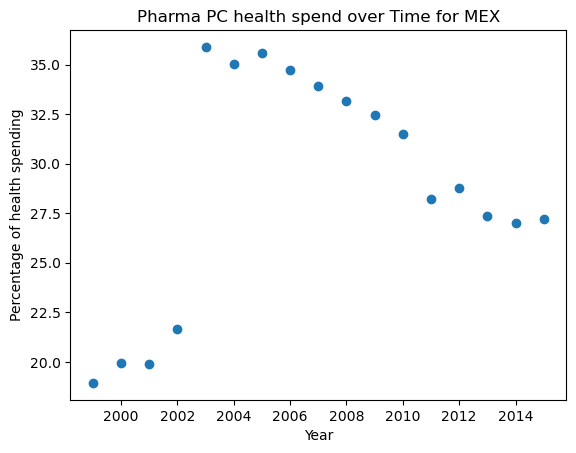 Pharma PC health spend over Time for MEX
Percentage of health spending
35.0
32.5
30.0
27.5
25.0
22.5
20.0
2000 2002 2004 2006 2008 2010 2012 2014
Year